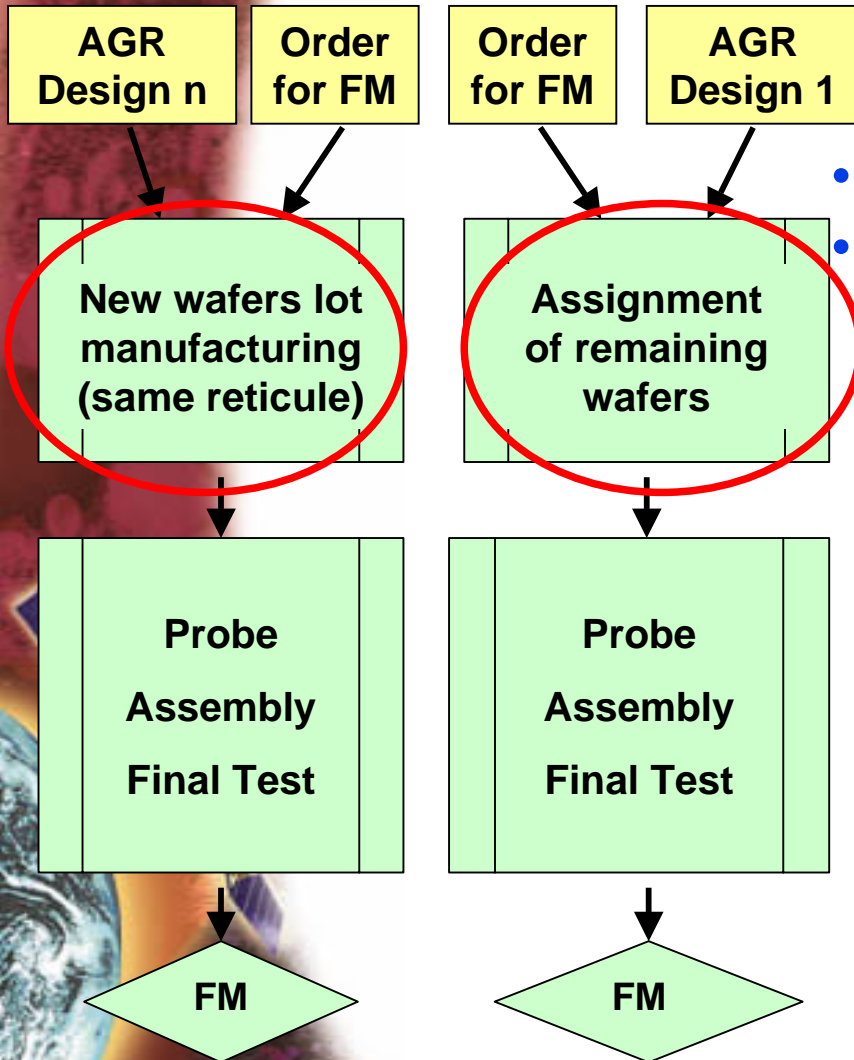 AGR
Design n
Order
for FM
Order
for FM
AGR
Design 1
New wafers lot
manufacturing
(same reticule)
Assignment
of remaining
wafers
Probe
Assembly
Final Test
Probe
Assembly
Final Test
FM
FM